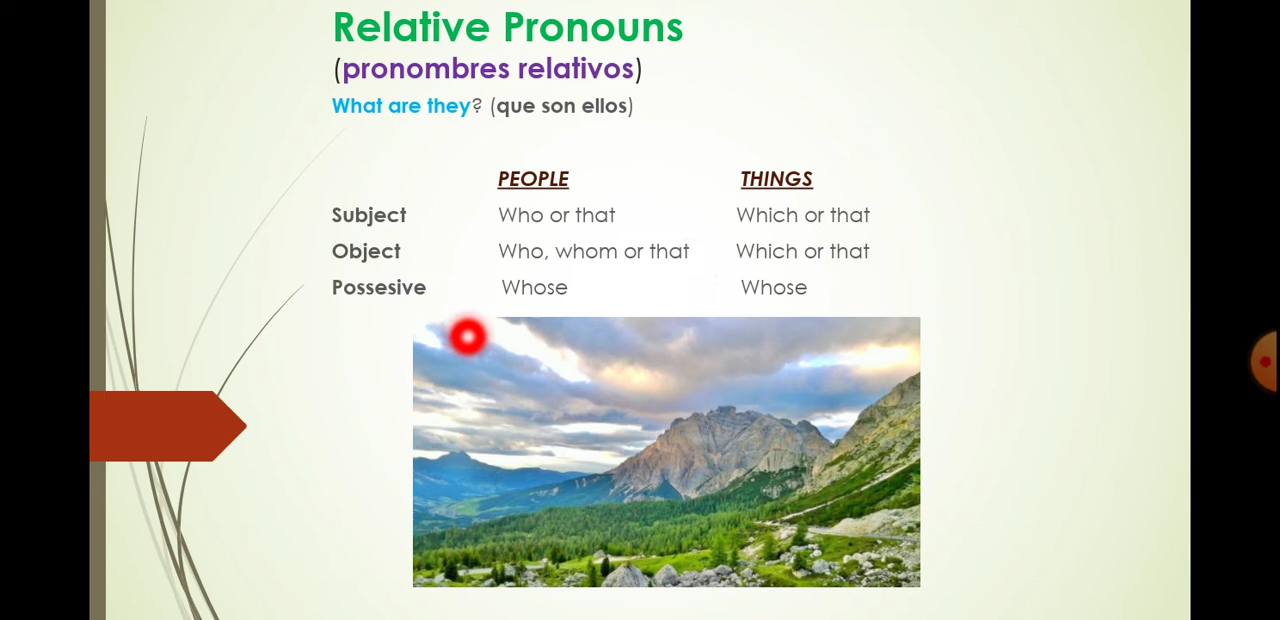 Relative Pronouns
(pronombres relativos)
What are they? (que son ellos)
PEOPLE THINGS
Subject Who or that Which or that
Object Who, whom or that Which or that
Possesive Whose Whose